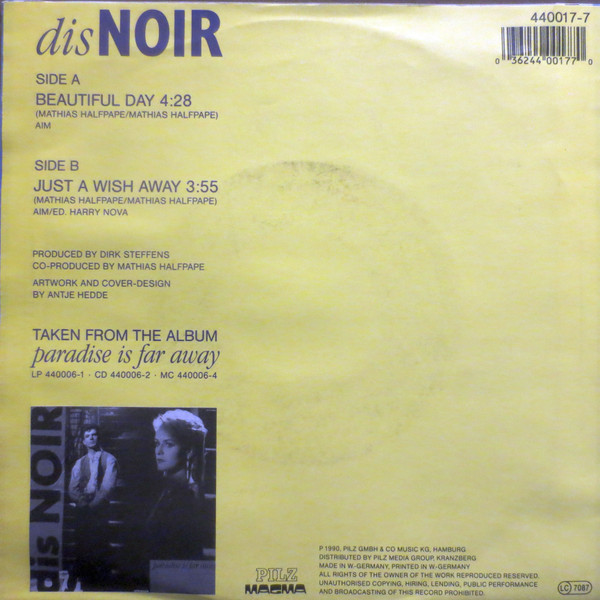 dis NOIR
440017-7
0 36244 00177 0
SIDE A
BEAUTIFUL DAY 4:28
(MATHIAS HALFPAPE/MATHIAS HALFPAPE)
AIM
SIDE B
JUST A WISH AWAY 3:55
(MATHIAS HALFPAPE/MATHIAS HALFPAPE)
AIM/ED. HARRY NOVA
PRODUCED BY DIRK STEFFENS
CO-PRODUCED BY MATHIAS HALFPAPE
ARTWORK AND COVER-DESIGN
BY ANTJE HEDDE
TAKEN FROM THE ALBUM
paradise is far away
LP 440006-1 · CD 440006-2 · MC 440006-4
dis NOIR
paradise is far away
PILZ
MAGMA
P 1990, PILZ GMBH & CO MUSIC KG, HAMBURG
DISTRIBUTED BY PILZ MEDIA GROUP, KRANZBERG
MADE IN W.-GERMANY, PRINTED IN W.-GERMANY
ALL RIGHTS OF THE OWNER OF THE WORK REPRODUCED RESERVED.
UNAUTHORISED COPYING, HIRING, LENDING, PUBLIC PERFORMANCE
AND BROADCASTING OF THIS RECORD PROHIBITED.
LC 7087